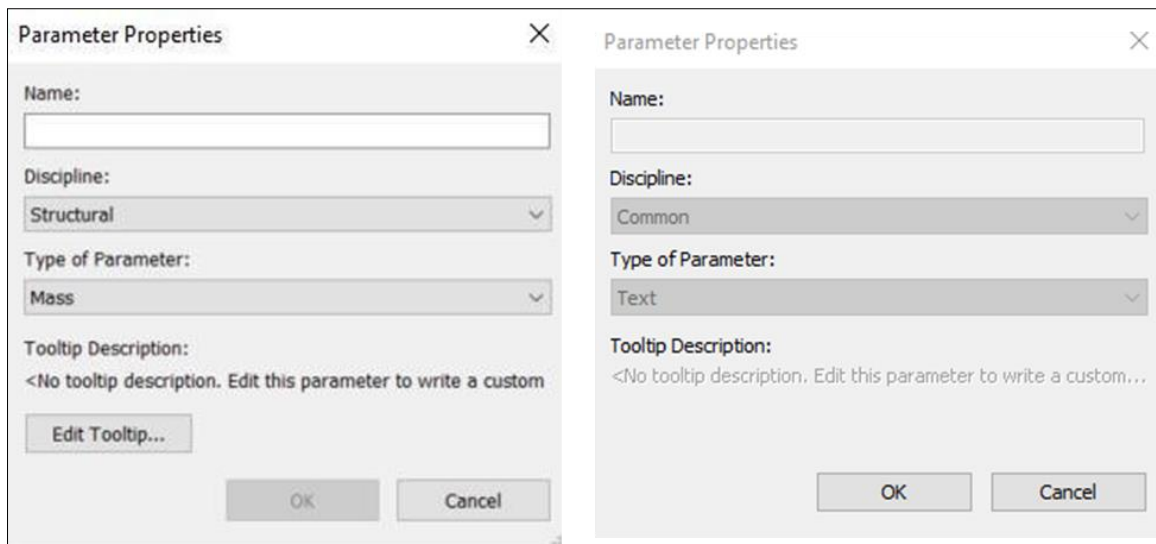 Parameter Properties
Name:
Discipline:
Structural
Type of Parameter:
Mass
Tooltip Description:
<No tooltip description. Edit this parameter to write a custom
Edit Tooltip...
OK
Cancel
Parameter Properties
Name:
Discipline:
Common
Type of Parameter:
Text
Tooltip Description:
<No tooltip description. Edit this parameter to write a custom...
OK
Cancel